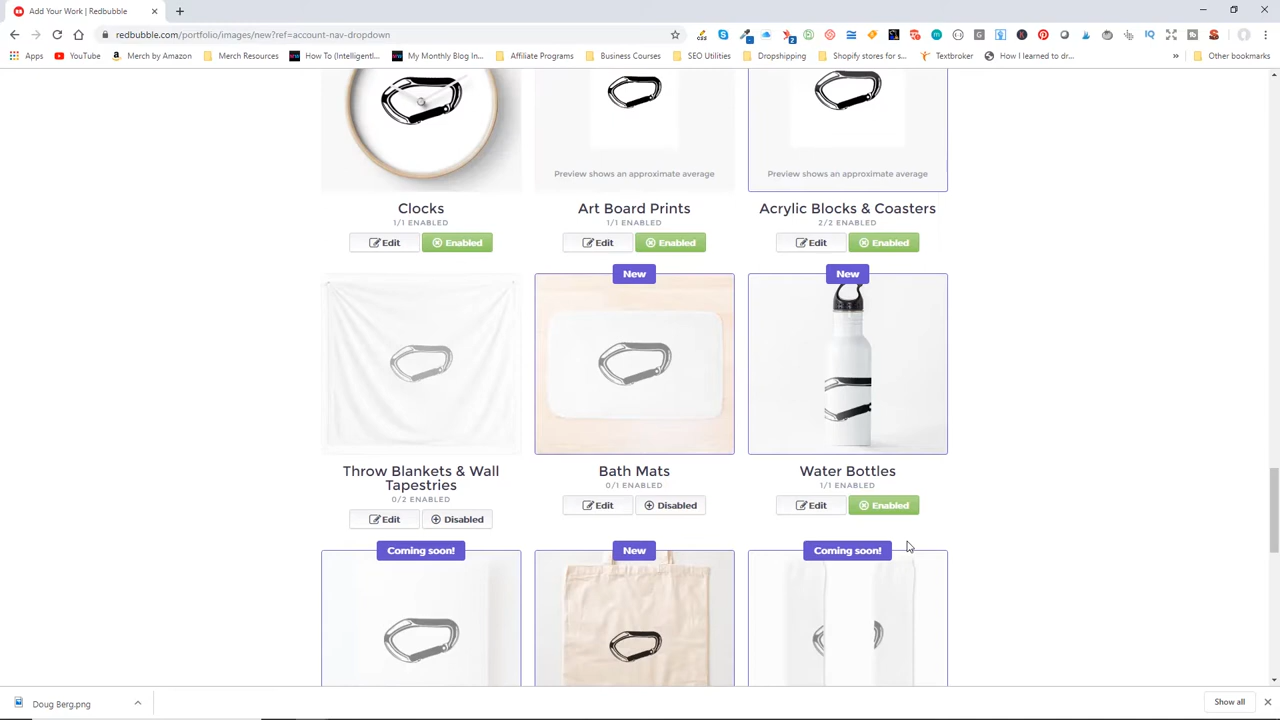 Add Your Work | Redbubble
redbubble.com/portfolio/images/new?ref=account-nav-dropdown
Apps
Merch by Amazon
Merch Resources
How To (Intelligentl...
My Monthly Blog In...
Affiliate Programs
Business Courses
SEO Utilities
Dropshipping
Shopify stores for s...
Textbroker
How I learned to dr...
»
Other bookmarks
Preview shows an approximate average
Preview shows an approximate average
Clocks
Art Board Prints
Acrylic Blocks & Coasters
1/1 ENABLED
1/1 ENABLED
2/2 ENABLED
Edit
Enabled
Edit
Enabled
Edit
Enabled
New
New
Throw Blankets & Wall
Tapestries
Bath Mats
Water Bottles
0/2 ENABLED
0/1 ENABLED
1/1 ENABLED
Edit
Disabled
Edit
Disabled
Edit
Enabled
Coming soon!
New
Coming soon!
Doug Berg.png
Show all